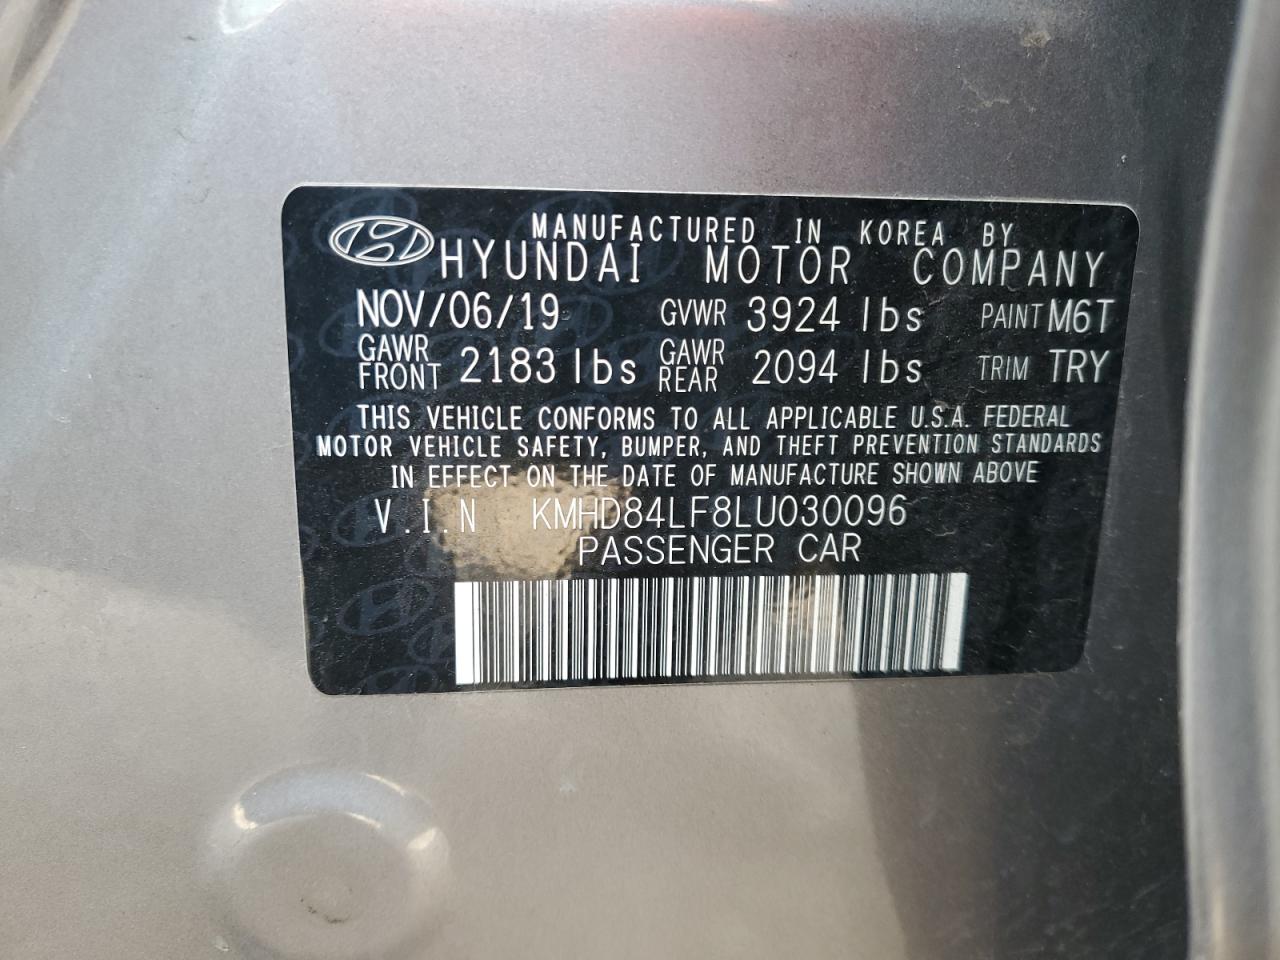 MANUFACTURED IN KOREA BY
HYUNDAI MOTOR COMPANY
NOV/06/19 GVWR 3924 lbs PAINT M6T
GAWR FRONT 2183 lbs GAWR REAR 2094 lbs TRIM TRY
THIS VEHICLE CONFORMS TO ALL APPLICABLE U.S.A. FEDERAL
MOTOR VEHICLE SAFETY, BUMPER, AND THEFT PREVENTION STANDARDS
IN EFFECT ON THE DATE OF MANUFACTURE SHOWN ABOVE
V.I.N KMHD84LF8LU030096
PASSENGER CAR